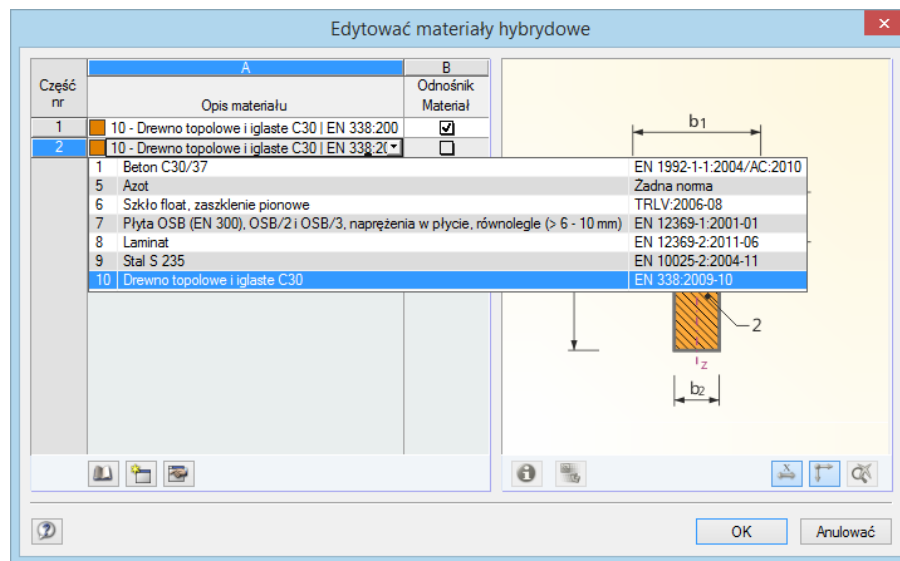 Edytować materiały hybrydowe
A B
Część nr Opis materiału Odnośnik Materiał
1 10 - Drewno topolowe i iglaste C30 | EN 338:200
2 10 - Drewno topolowe i iglaste C30 | EN 338:20
1 Beton C30/37 EN 1992-1-1:2004/AC:2010
5 Azot Żadna norma
6 Szkło float, zaszklenie pionowe TRLV:2006-08
7 Płyta OSB (EN 300), OSB/2 i OSB/3, naprężenia w płycie, równolegle (> 6 - 10 mm) EN 12369-1:2001-01
8 Laminat EN 12369-2:2011-06
9 Stal S 235 EN 10025-2:2004-11
10 Drewno topolowe i iglaste C30 EN 338:2009-10
b1
2
z
b2
OK Anulować